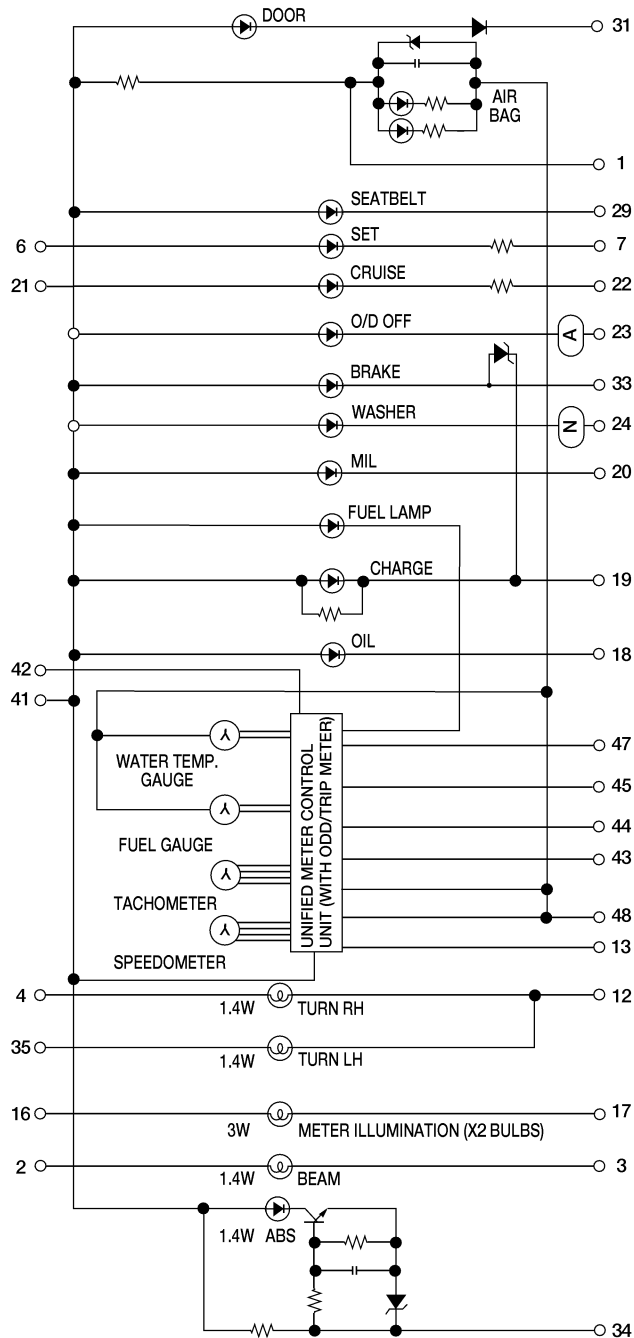 DOOR
31
AIR
BAG
1
SEATBELT
29
6
SET
7
21
CRUISE
22
O/D OFF
A
23
BRAKE
33
WASHER
N
24
MIL
20
FUEL LAMP
CHARGE
19
OIL
18
42
41
WATER TEMP.
GAUGE
FUEL GAUGE
TACHOMETER
SPEEDOMETER
UNIFIED METER CONTROL
UNIT (WITH ODD/TRIP METER)
47
45
44
43
48
13
4
1.4W
TURN RH
12
35
1.4W
TURN LH
16
3W
METER ILLUMINATION (X2 BULBS)
17
2
1.4W
BEAM
3
1.4W
ABS
34